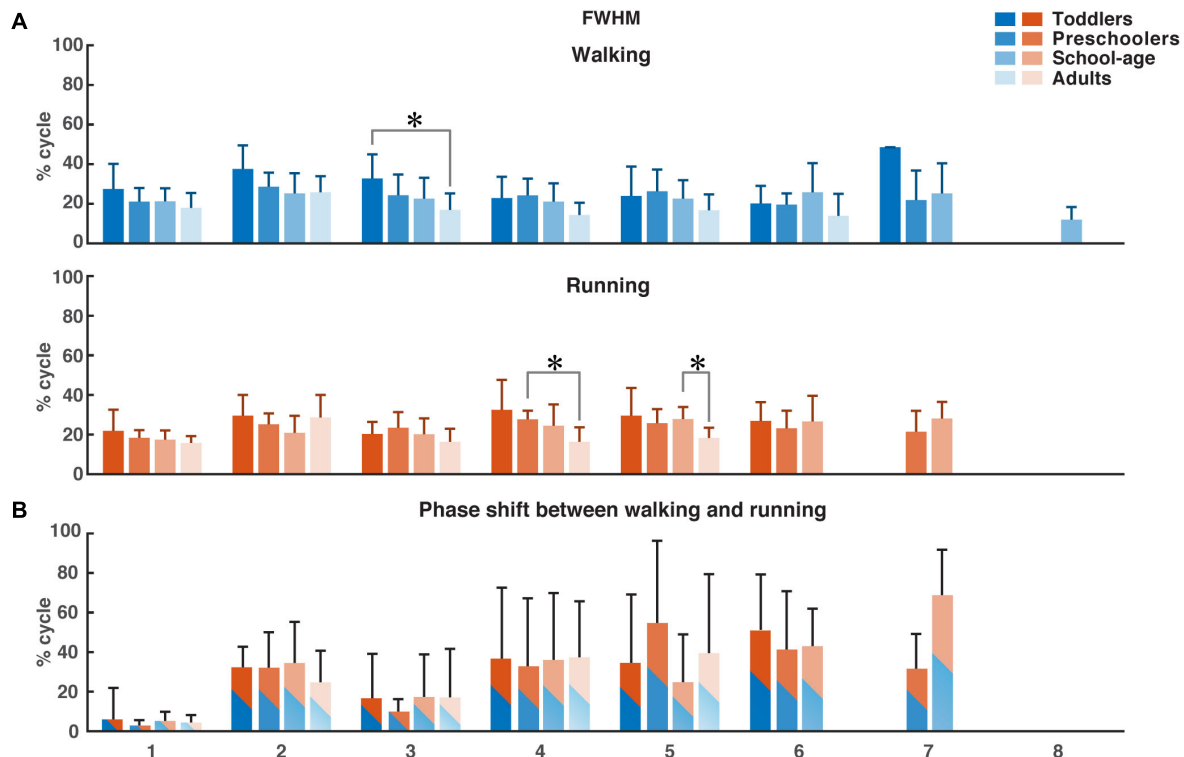 A
FWHM
Walking
Toddlers
Preschoolers
School-age
Adults
% cycle
100
80
60
40
20
0
*
Running
% cycle
100
80
60
40
20
0
*
*
B
Phase shift between walking and running
% cycle
100
80
60
40
20
0
1 2 3 4 5 6 7 8